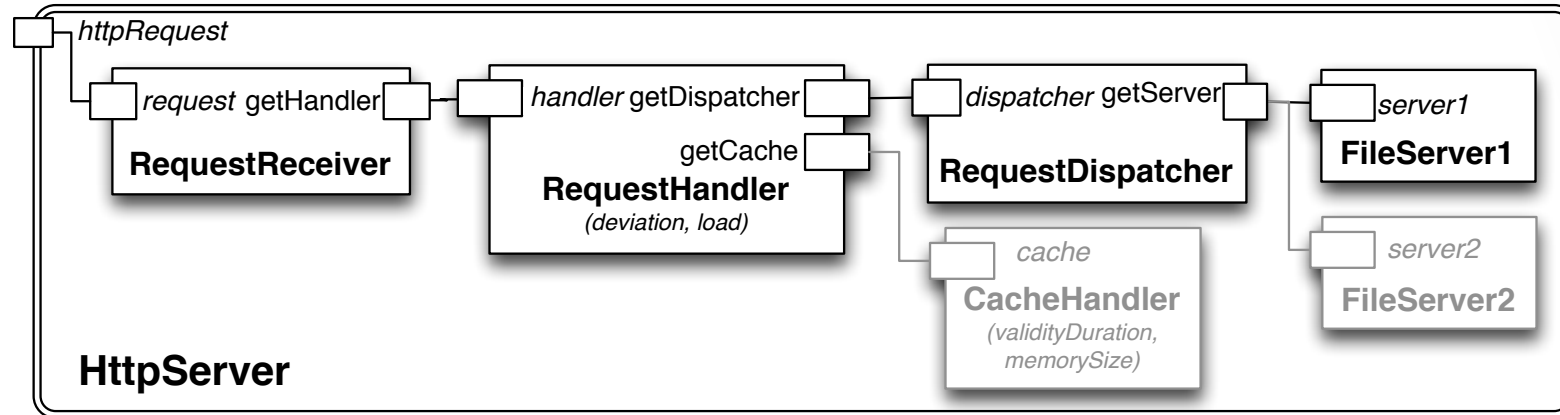 httpRequest
request getHandler
RequestReceiver
handler getDispatcher
getCache
RequestHandler
(deviation, load)
dispatcher getServer
RequestDispatcher
server1
FileServer1
cache
CacheHandler
(validityDuration,
memorySize)
server2
FileServer2
HttpServer